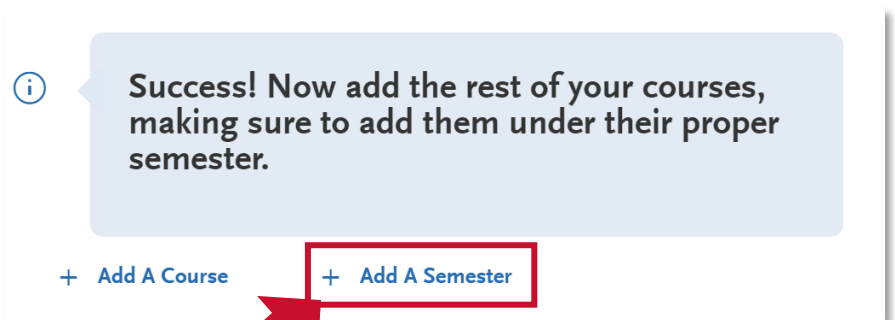 Success! Now add the rest of your courses,
making sure to add them under their proper
semester.
+ Add A Course + Add A Semester